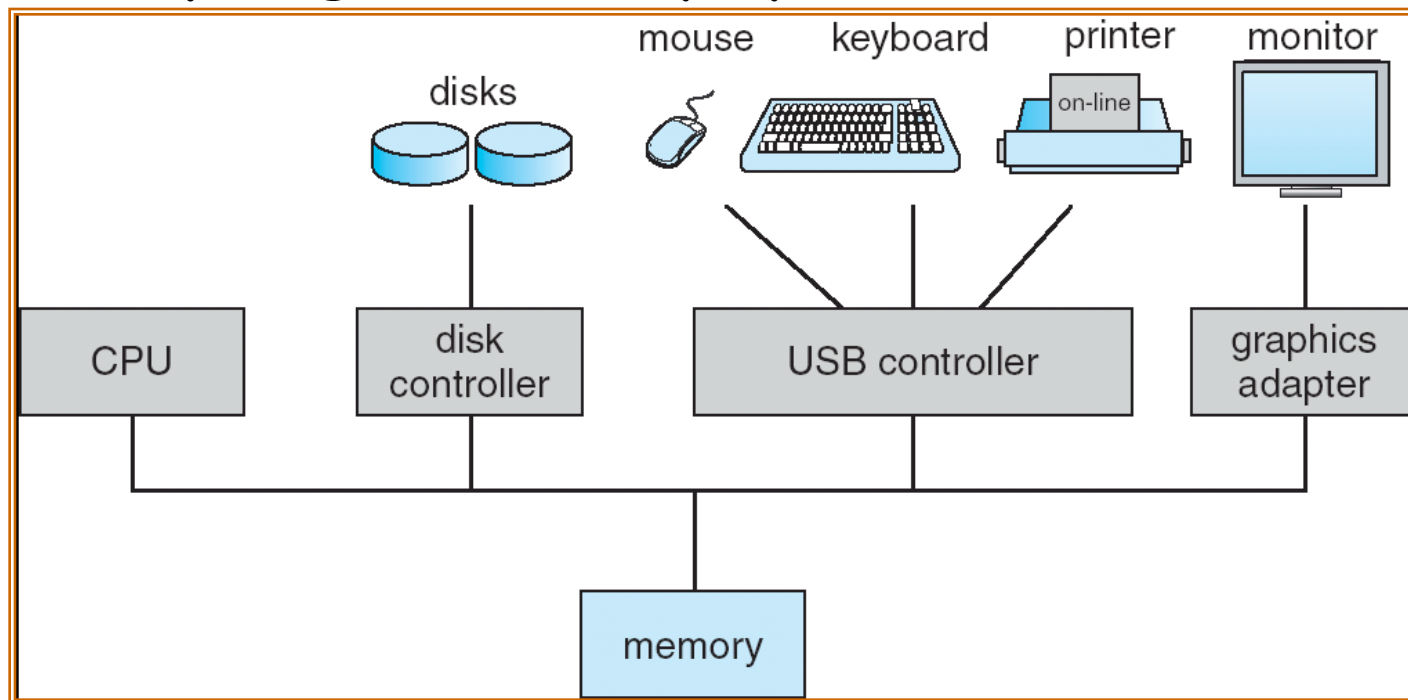 mouse keyboard printer monitor
disks
on-line
CPU
disk
controller
USB controller
graphics
adapter
memory